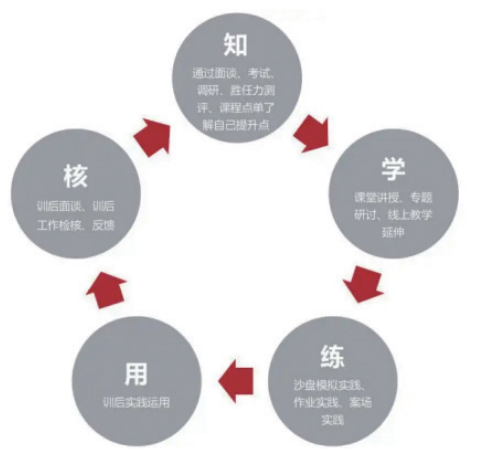 知
通过面谈、考试、
调研、胜任力测
评、课程点单了
解自己提升点
学
课堂讲授、专题
研讨、线上教学
延伸
练
沙盘模拟实践、
作业实践、案场
实践
用
训后实践运用
核
训后面谈、训后
工作检核、反馈